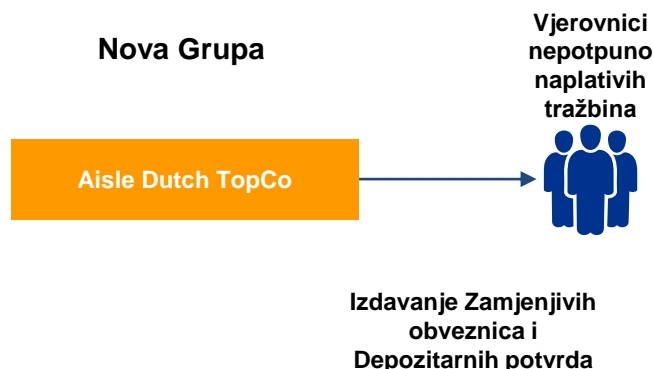 Nova Grupa
Vjerovnici
nepotpuno
naplativih
tražbina
Aisle Dutch TopCo
Izdavanje Zamjenjivih
obveznica i
Depozitarnih potvrda